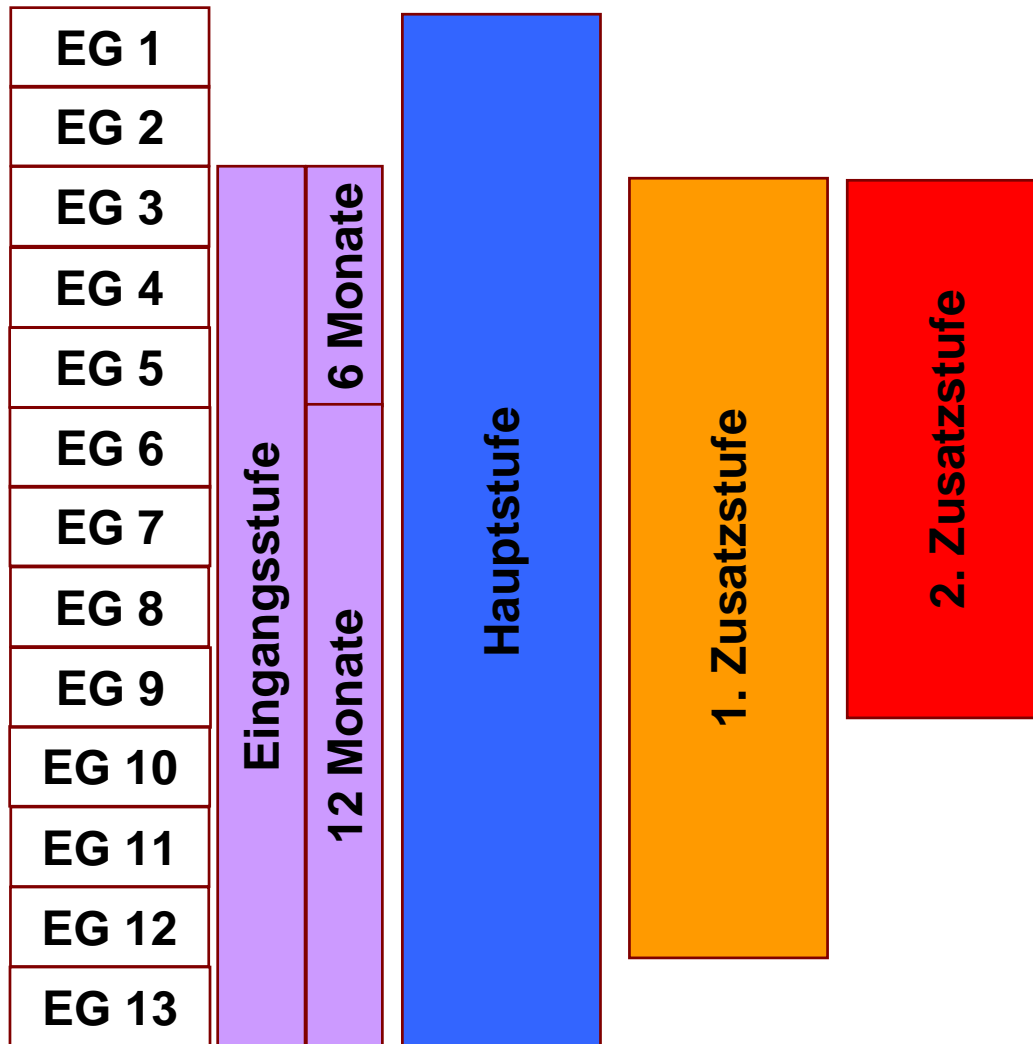 EG 1
EG 2
EG 3
EG 4
EG 5
EG 6
EG 7
EG 8
EG 9
EG 10
EG 11
EG 12
EG 13
Eingangsstufe
6 Monate
12 Monate
Hauptstufe
1. Zusatzstufe
2. Zusatzstufe